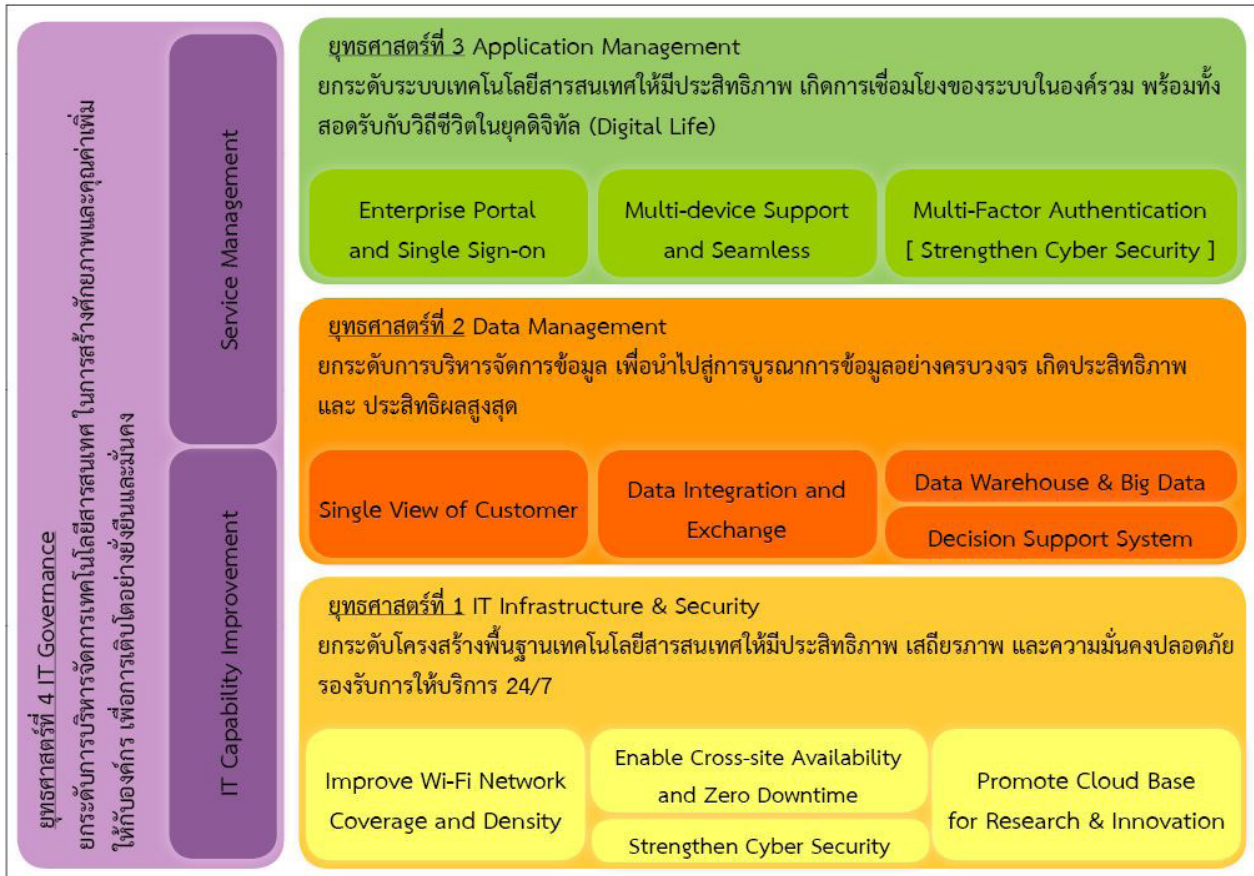 ยุทธศาสตร์ที่ 4 IT Governance
ยกระดับการบริหารจัดการเทคโนโลยีสารสนเทศ ในการสร้างศักยภาพและคุณค่าเพิ่ม
ให้กับองค์กร เพื่อการเติบโตอย่างยั่งยืนและมั่นคง
Service Management
IT Capability Improvement
ยุทธศาสตร์ที่ 3 Application Management
ยกระดับระบบเทคโนโลยีสารสนเทศให้มีประสิทธิภาพ เกิดการเชื่อมโยงของระบบในองค์รวม พร้อมทั้ง
สอดรับกับวิถีชีวิตในยุคดิจิทัล (Digital Life)
Enterprise Portal
and Single Sign-on
Multi-device Support
and Seamless
Multi-Factor Authentication
[ Strengthen Cyber Security ]
ยุทธศาสตร์ที่ 2 Data Management
ยกระดับการบริหารจัดการข้อมูล เพื่อนำไปสู่การบูรณาการข้อมูลอย่างครบวงจร เกิดประสิทธิภาพ
และ ประสิทธิผลสูงสุด
Single View of Customer
Data Integration and
Exchange
Data Warehouse & Big Data
Decision Support System
ยุทธศาสตร์ที่ 1 IT Infrastructure & Security
ยกระดับโครงสร้างพื้นฐานเทคโนโลยีสารสนเทศให้มีประสิทธิภาพ เสถียรภาพ และความมั่นคงปลอดภัย
รองรับการให้บริการ 24/7
Improve Wi-Fi Network
Coverage and Density
Enable Cross-site Availability
and Zero Downtime
Strengthen Cyber Security
Promote Cloud Base
for Research & Innovation